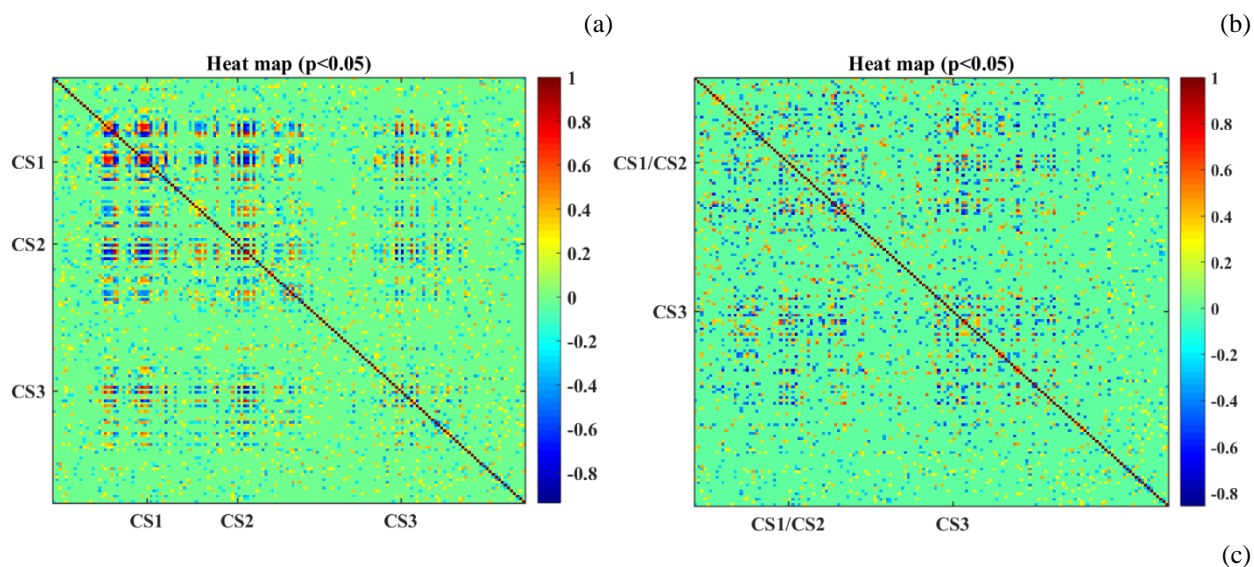 (a)
(b)
Heat map (p<0.05)
Heat map (p<0.05)
CS1
CS2
CS3
CS1
CS2
CS3
1
0.8
0.6
0.4
0.2
0
-0.2
-0.4
-0.6
-0.8
CS1/CS2
CS3
CS1/CS2
CS3
1
0.8
0.6
0.4
0.2
0
-0.2
-0.4
-0.6
-0.8
(c)